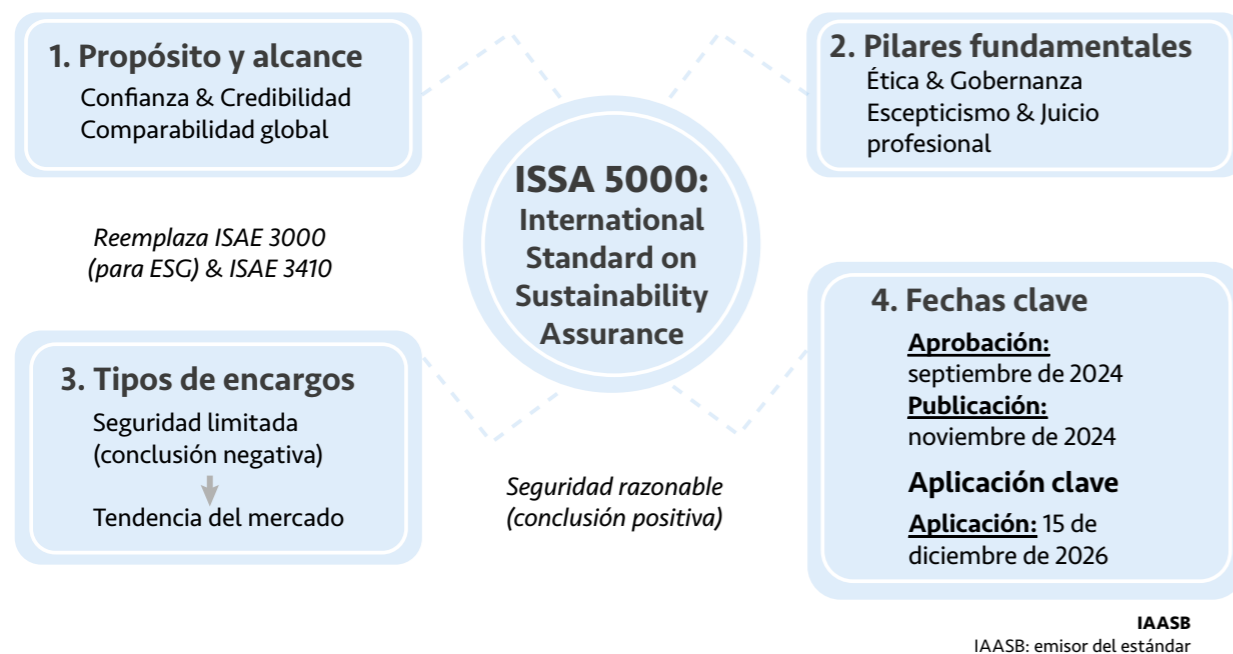 1. Propósito y alcance
Confianza & Credibilidad
Comparabilidad global
2. Pilares fundamentales
Ética & Gobernanza
Escepticismo & Juicio
profesional
ISSA 5000:
International
Standard on
Sustainability
Assurance
Reemplaza ISAE 3000
(para ESG) & ISAE 3410
3. Tipos de encargos
Seguridad limitada
(conclusión negativa)
Tendencia del mercado
Seguridad razonable
(conclusión positiva)
4. Fechas clave
Aprobación:
septiembre de 2024
Publicación:
noviembre de 2024
Aplicación clave
Aplicación: 15 de
diciembre de 2026
IAASB
IAASB: emisor del estándar